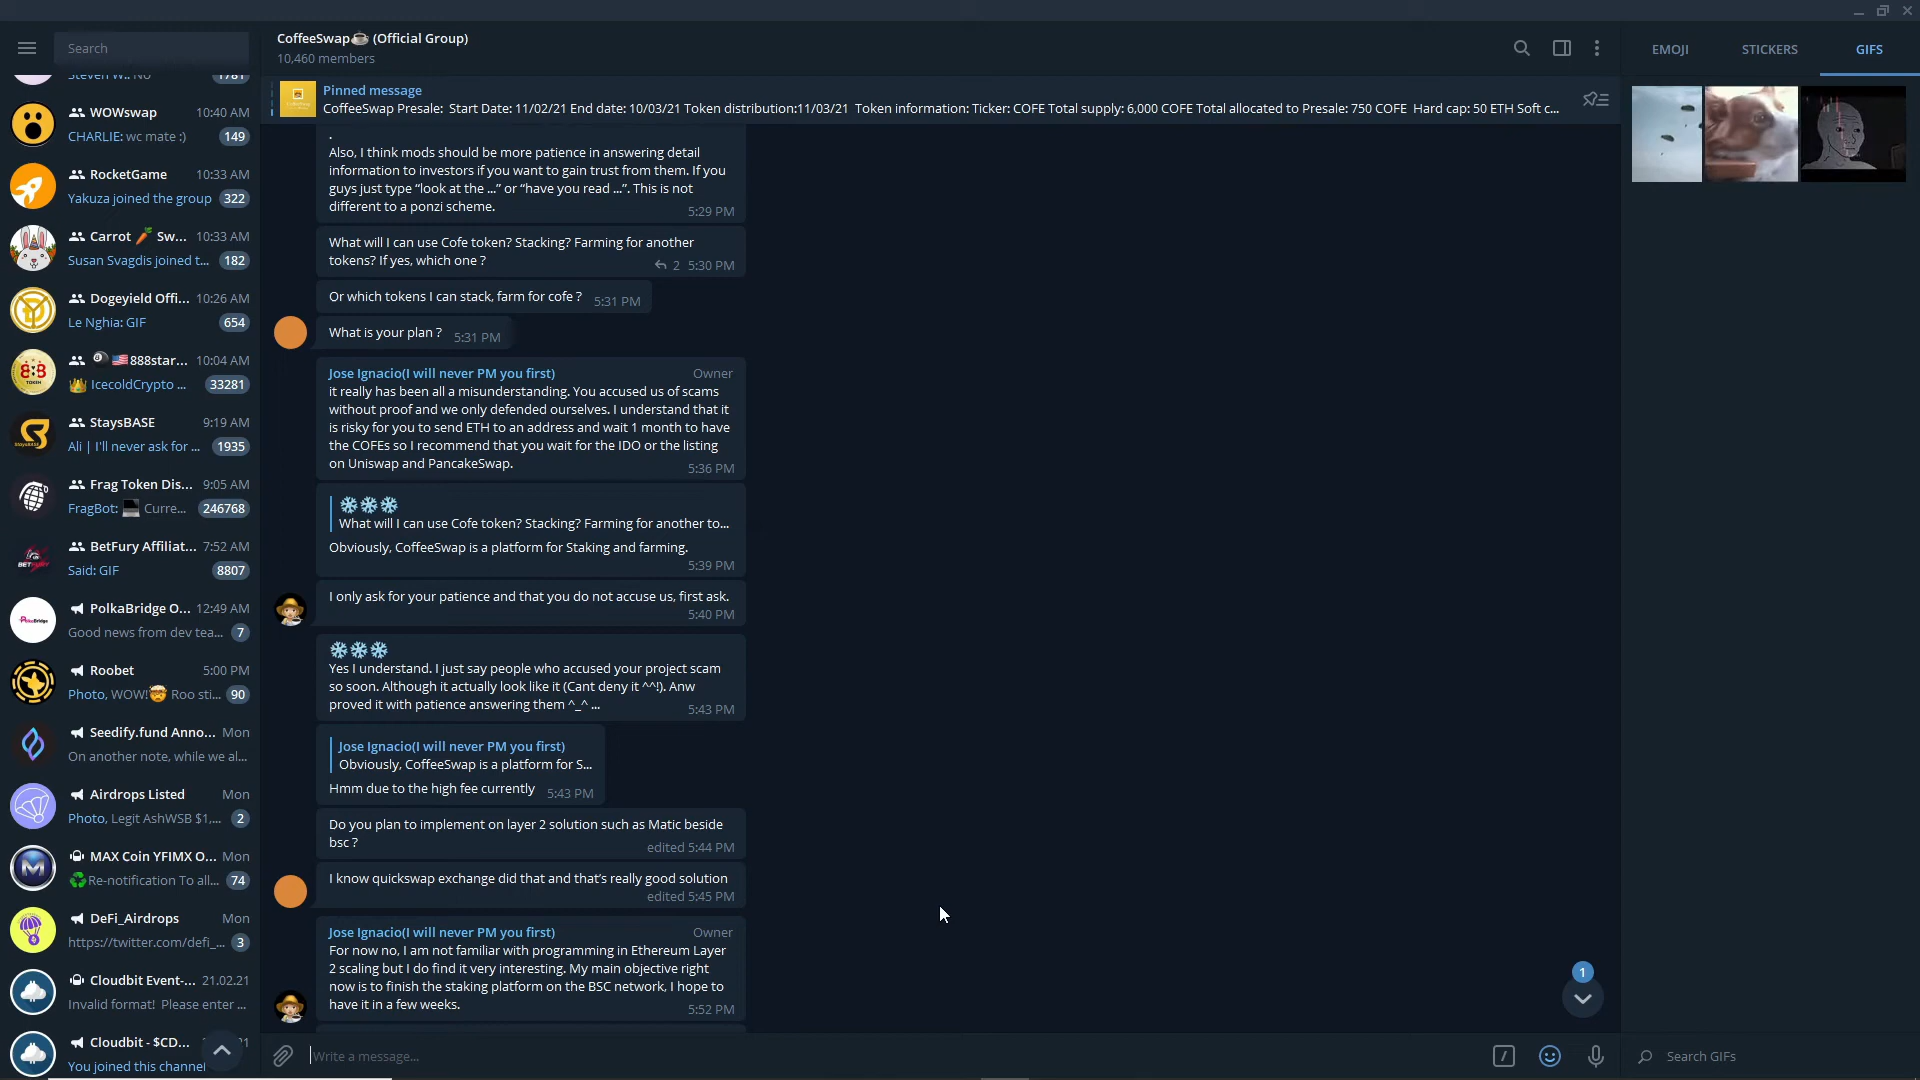 Search
Steven W.: No
1781
WOWswap 10:40 AM
CHARLIE: wc mate :) 149
RocketGame 10:33 AM
Yakuza joined the group 322
Carrot 🥕 Sw... 10:33 AM
Susan Svagdis joined t... 182
Dogeyield Offi... 10:26 AM
Le Nghia: GIF 654
🎱🇺🇸888star... 10:04 AM
👑 IcecoldCrypto ... 33281
StaysBASE 9:19 AM
Ali | I'll never ask for ... 1935
Frag Token Dis... 9:05 AM
FragBot: 💻 Curre... 246768
BetFury Affiliat... 7:52 AM
Said: GIF 8807
PolkaBridge O... 12:49 AM
Good news from dev tea... 7
Roobet 5:00 PM
Photo, WOW!🤯 Roo sti... 90
Seedify.fund Anno... Mon
On another note, while we al...
Airdrops Listed Mon
Photo, Legit AshWSB $1,... 2
MAX Coin YFIMX O... Mon
♻️Re-notification To all... 74
DeFi_Airdrops Mon
https://twitter.com/defi_... 3
Cloudbit Event-... 21.02.21
Invalid format! Please enter ...
Cloudbit - $CD...
You joined this channel
CoffeeSwap☕ (Official Group)
10,460 members
Pinned message
CoffeeSwap Presale: Start Date: 11/02/21 End date: 10/03/21 Token distribution:11/03/21 Token information: Ticker: COFE Total supply: 6,000 COFE Total allocated to Presale: 750 COFE Hard cap: 50 ETH Soft c...
.
Also, I think mods should be more patience in answering detail
information to investors if you want to gain trust from them. If you
guys just type “look at the ...” or “have you read ...”. This is not
different to a ponzi scheme. 5:29 PM
What will I can use Cofe token? Stacking? Farming for another
tokens? If yes, which one ? 2 5:30 PM
Or which tokens I can stack, farm for cofe ? 5:31 PM
What is your plan ? 5:31 PM
Jose Ignacio(I will never PM you first) Owner
it really has been all a misunderstanding. You accused us of scams
without proof and we only defended ourselves. I understand that it
is risky for you to send ETH to an address and wait 1 month to have
the COFEs so I recommend that you wait for the IDO or the listing
on Uniswap and PancakeSwap. 5:36 PM
❄️❄️❄️
What will I can use Cofe token? Stacking? Farming for another to...
Obviously, CoffeeSwap is a platform for Staking and farming.
5:39 PM
I only ask for your patience and that you do not accuse us, first ask.
5:40 PM
❄️❄️❄️
Yes I understand. I just say people who accused your project scam
so soon. Although it actually look like it (Cant deny it ^^!). Anw
proved it with patience answering them ^_^ ... 5:43 PM
Jose Ignacio(I will never PM you first)
Obviously, CoffeeSwap is a platform for S...
Hmm due to the high fee currently 5:43 PM
Do you plan to implement on layer 2 solution such as Matic beside
bsc ? edited 5:44 PM
I know quickswap exchange did that and that’s really good solution
edited 5:45 PM
Jose Ignacio(I will never PM you first) Owner
For now no, I am not familiar with programming in Ethereum Layer
2 scaling but I do find it very interesting. My main objective right
now is to finish the staking platform on the BSC network, I hope to
have it in a few weeks. 5:52 PM
1
Write a message...
EMOJI STICKERS GIFS
Search GIFs